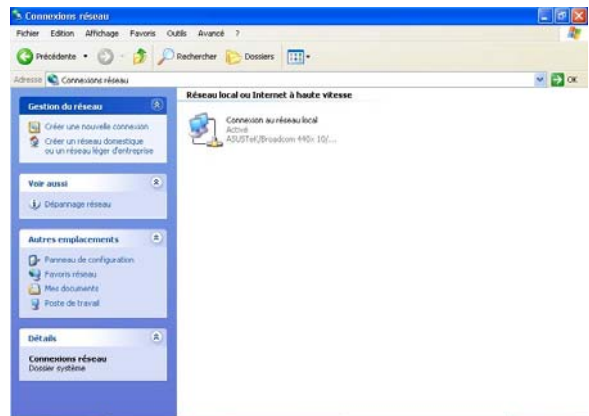 Connexions réseau
Fichier Edition Affichage Favoris Outils Avancé ?
Précédente Rechercher Dossiers
Adresse Connexions réseau OK
Gestion du réseau
Créer une nouvelle connexion
Créer un réseau domestique
ou un réseau léger d'entreprise
Voir aussi
Dépannage réseau
Autres emplacements
Panneau de configuration
Favoris réseau
Mes documents
Poste de travail
Détails
Connexions réseau
Dossier système
Réseau local ou Internet à haute vitesse
Connexion au réseau local
Activé
ASUSTeK/Broadcom 440x 10/...